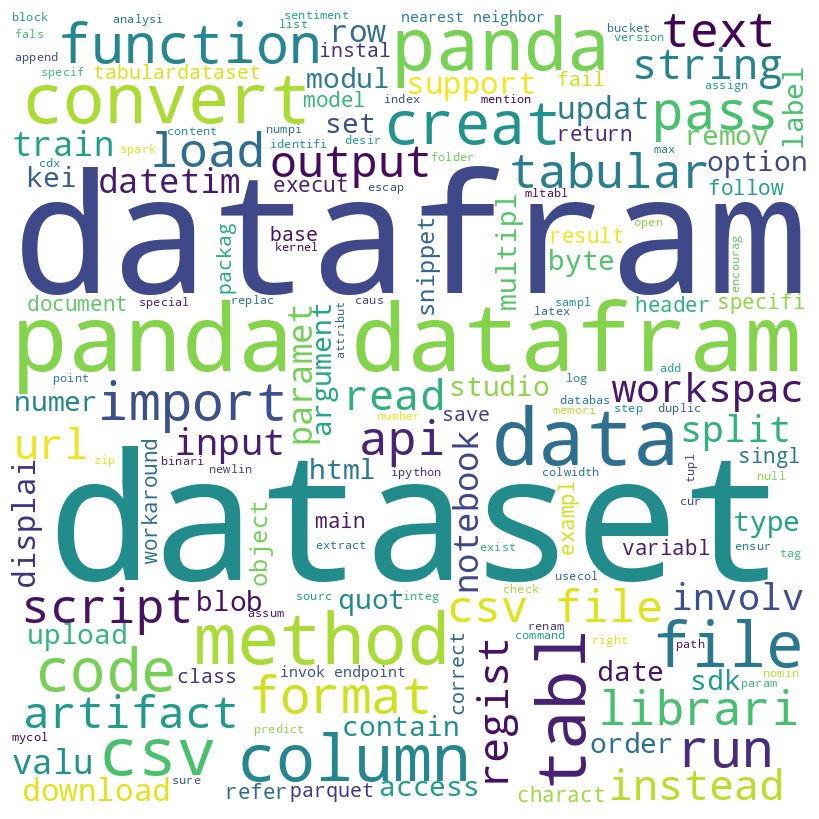 block
analysi
sentiment
list
nearest neighbor
bucket
version
fals
function
row
panda
text
append
instal
string
specif
tabulardataset
modul
support
fail
assign
label
convert
model
index
mention
updat
pass
content
numpi
set
creat
return
remov
train
spark
load
identifi
desir
output
folder
tabular
max
option
cdx
kei
datetim
execut
escap
mltabl
follow
datafram
base
kernel
packag
snippet
multipl
open
result
byte
encourag
document
special
replac
caus
latex
sampl
header
specifi
panda datafram
attribut
paramet
argument
point
add
log
studio
databas
step
duplic
workspac
numer
import
read
save
memori
number
url
input
api
data
split
zip
binari
newlin
html
ipython
colwidth
tupl
singl
null
displai
workaround
notebook
dataset
cur
main
object
exampl
type
variabl
extract
exist
ensur
tag
script
blob
assum
sourc
integ
quot
check
usecol
csv file
involv
upload
method
renam
command
right
file
path
code
class
invok endpoint
correct
regist
tabl
date
sdk
param
nomin
artifact
format
contain
librari
mycol
valu
csv
column
predict
order
run
download
sure
refer
parquet
access
charact
instead